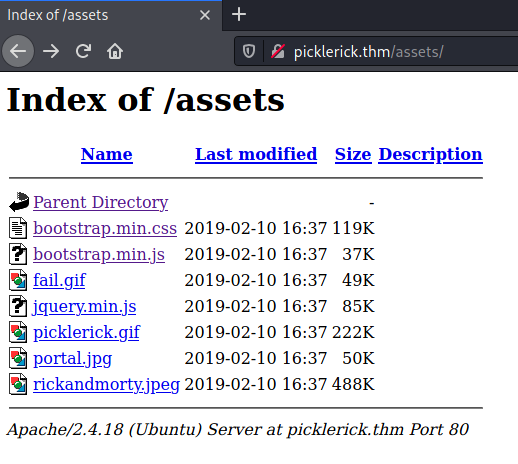 Index of /assets
picklerick.thm/assets/
Index of /assets
Name Last modified Size Description
Parent Directory -
bootstrap.min.css 2019-02-10 16:37 119K
bootstrap.min.js 2019-02-10 16:37 37K
fail.gif 2019-02-10 16:37 49K
jquery.min.js 2019-02-10 16:37 85K
picklerick.gif 2019-02-10 16:37 222K
portal.jpg 2019-02-10 16:37 50K
rickandmorty.jpeg 2019-02-10 16:37 488K
Apache/2.4.18 (Ubuntu) Server at picklerick.thm Port 80